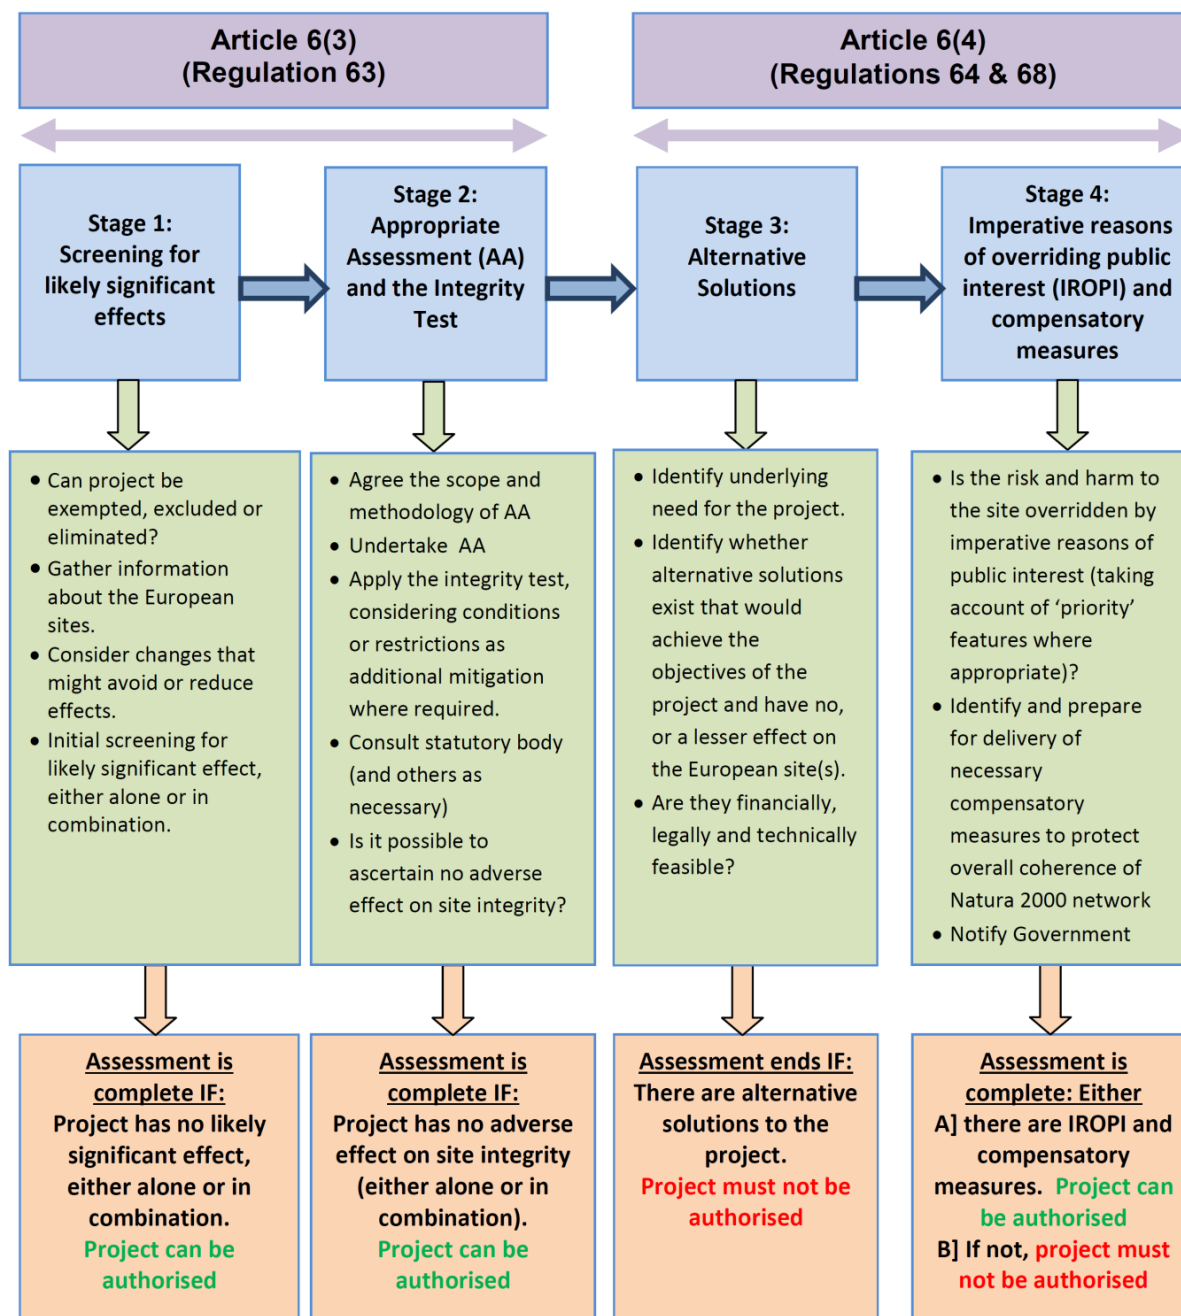 Article 6(3)
(Regulation 63)
Article 6(4)
(Regulations 64 & 68)
Stage 1:
Screening for
likely significant
effects
Stage 2:
Appropriate
Assessment (AA)
and the Integrity
Test
Stage 3:
Alternative
Solutions
Stage 4:
Imperative reasons
of overriding public
interest (IROPI) and
compensatory
measures
• Can project be
exempted, excluded or
eliminated?
• Gather information
about the European
sites.
• Consider changes that
might avoid or reduce
effects.
• Initial screening for
likely significant effect,
either alone or in
combination.
• Agree the scope and
methodology of AA
• Undertake AA
• Apply the integrity test,
considering conditions
or restrictions as
additional mitigation
where required.
• Consult statutory body
(and others as
necessary)
• Is it possible to
ascertain no adverse
effect on site integrity?
• Identify underlying
need for the project.
• Identify whether
alternative solutions
exist that would
achieve the
objectives of the
project and have no,
or a lesser effect on
the European site(s).
• Are they financially,
legally and technically
feasible?
• Is the risk and harm to
the site overridden by
imperative reasons of
public interest (taking
account of ‘priority’
features where
appropriate)?
• Identify and prepare
for delivery of
necessary
compensatory
measures to protect
overall coherence of
Natura 2000 network
• Notify Government
Assessment is
complete IF:
Project has no likely
significant effect,
either alone or in
combination.
Project can be
authorised
Assessment is
complete IF:
Project has no adverse
effect on site integrity
(either alone or in
combination).
Project can be
authorised
Assessment ends IF:
There are alternative
solutions to the
project.
Project must not be
authorised
Assessment is
complete: Either
A] there are IROPI and
compensatory
measures. Project can
be authorised
B] If not, project must
not be authorised